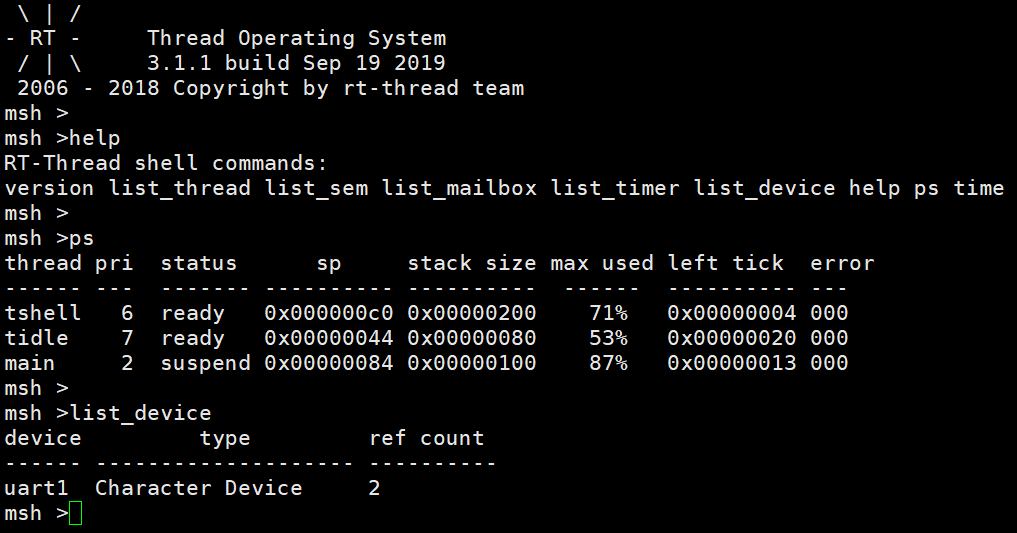 \ | /
- RT -     Thread Operating System
 / | \     3.1.1 build Sep 19 2019
 2006 - 2018 Copyright by rt-thread team
msh >
msh >help
RT-Thread shell commands:
version list_thread list_sem list_mailbox list_timer list_device help ps time
msh >
msh >ps
thread pri  status      sp     stack size max used left tick  error
------ ---  ------- ---------- ----------  ------  ---------- ---
tshell   6  ready   0x000000c0 0x00000200    71%   0x00000004 000
tidle    7  ready   0x00000044 0x00000080    53%   0x00000020 000
main     2  suspend 0x00000084 0x00000100    87%   0x00000013 000
msh >
msh >list_device
device         type         ref count
------ -------------------- ----------
uart1  Character Device     2
msh >